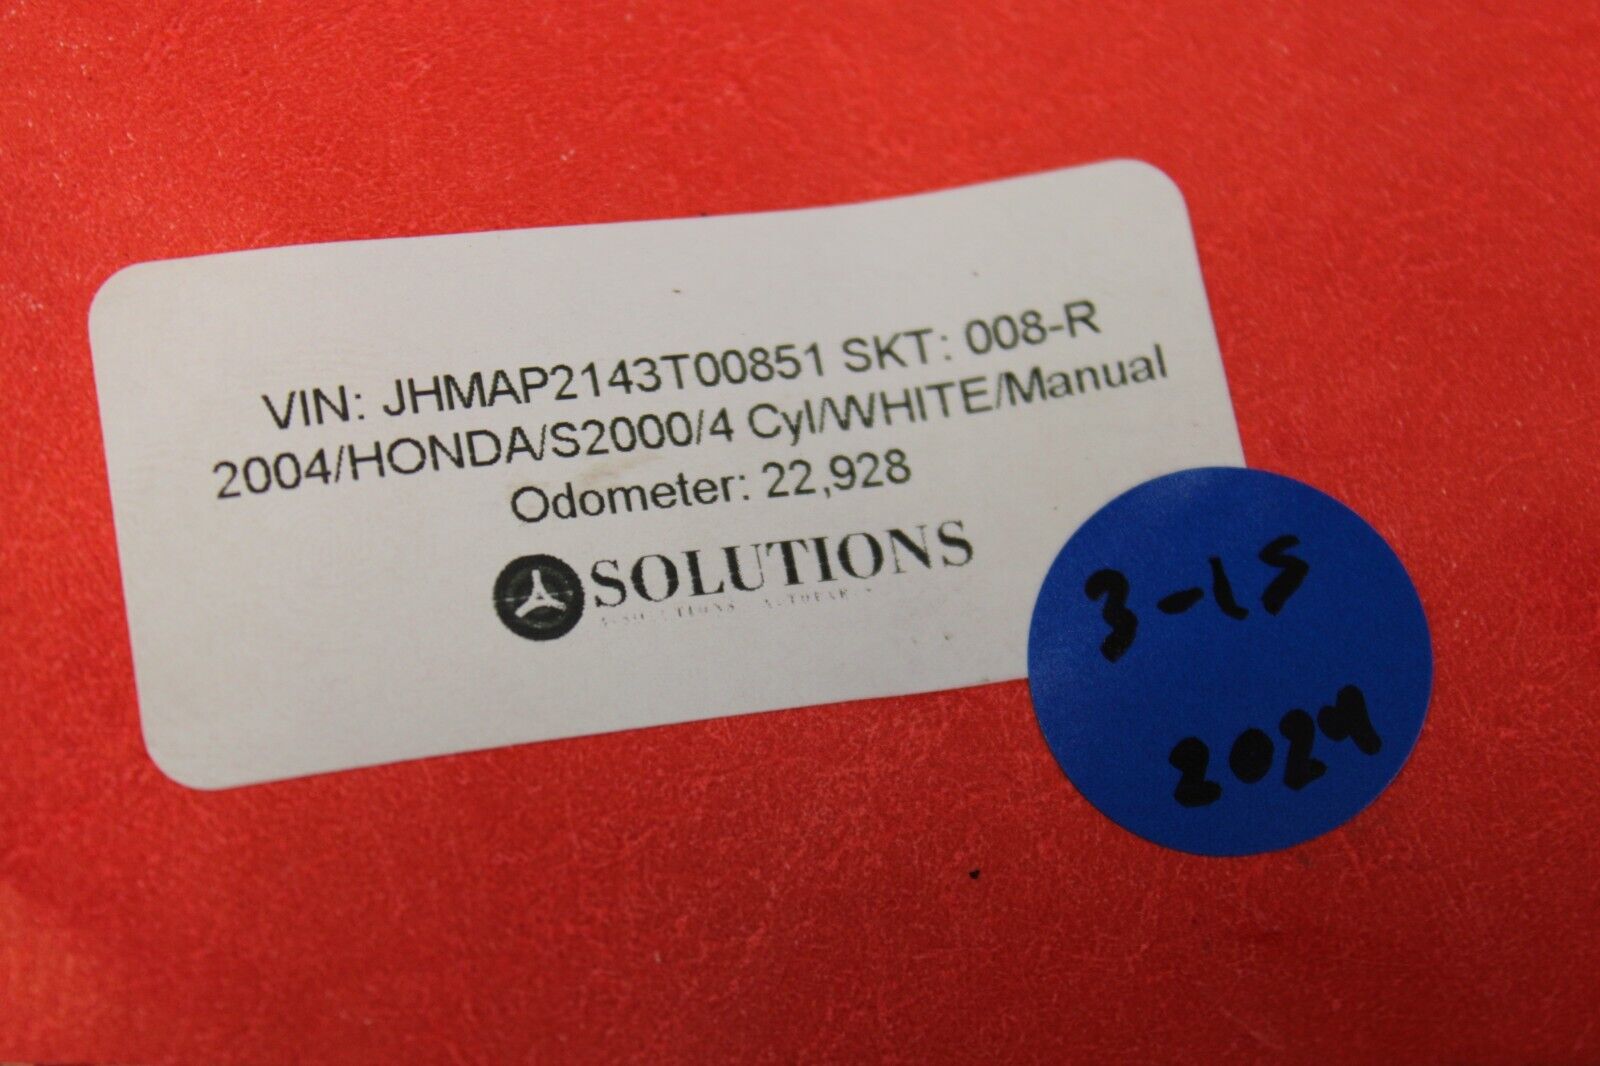 VIN: JHMAP2143T00851 SKT: 008-R
2004/HONDA/S2000/4 Cyl/WHITE/Manual
Odometer: 22,928
SOLUTIONS
3-15
2024